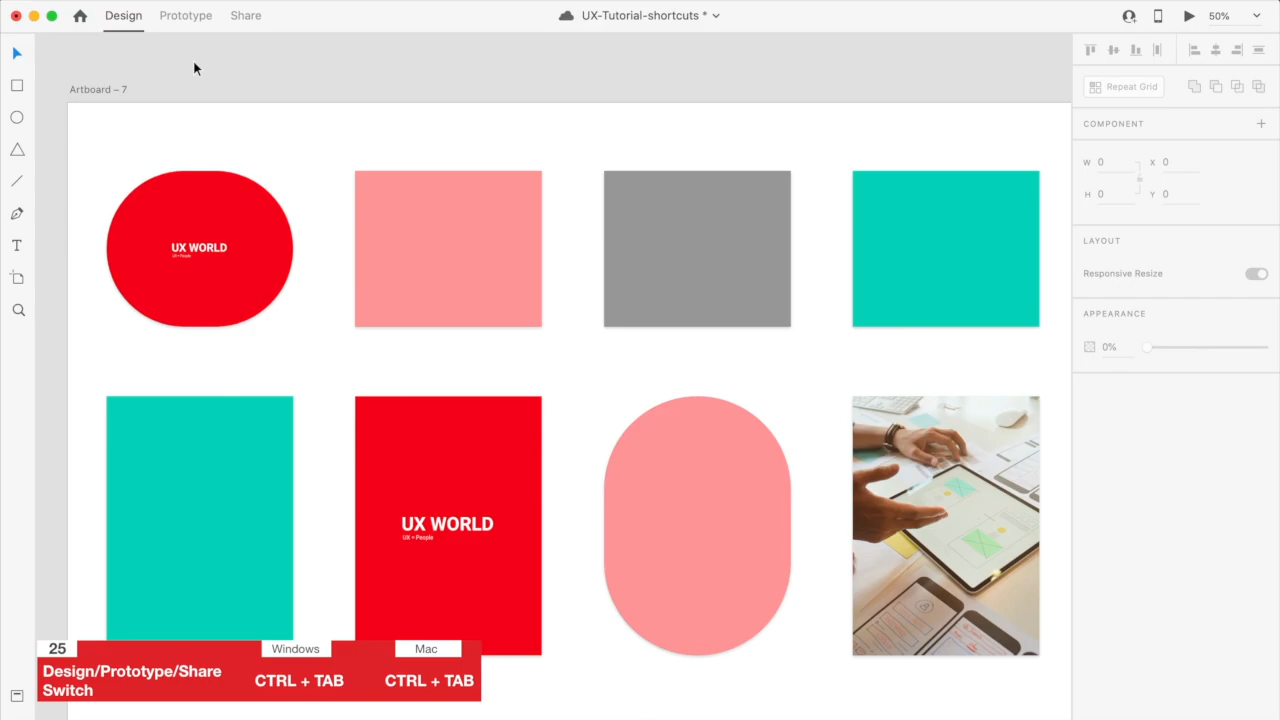 Design Prototype Share
UX-Tutorial-shortcuts *
50%
Artboard – 7
Repeat Grid
COMPONENT
W 0 X 0
H 0 Y 0
LAYOUT
Responsive Resize
APPEARANCE
0%
UX WORLD
UX • People
UX WORLD
UX • People
25 Windows Mac
Design/Prototype/Share
Switch
CTRL + TAB CTRL + TAB